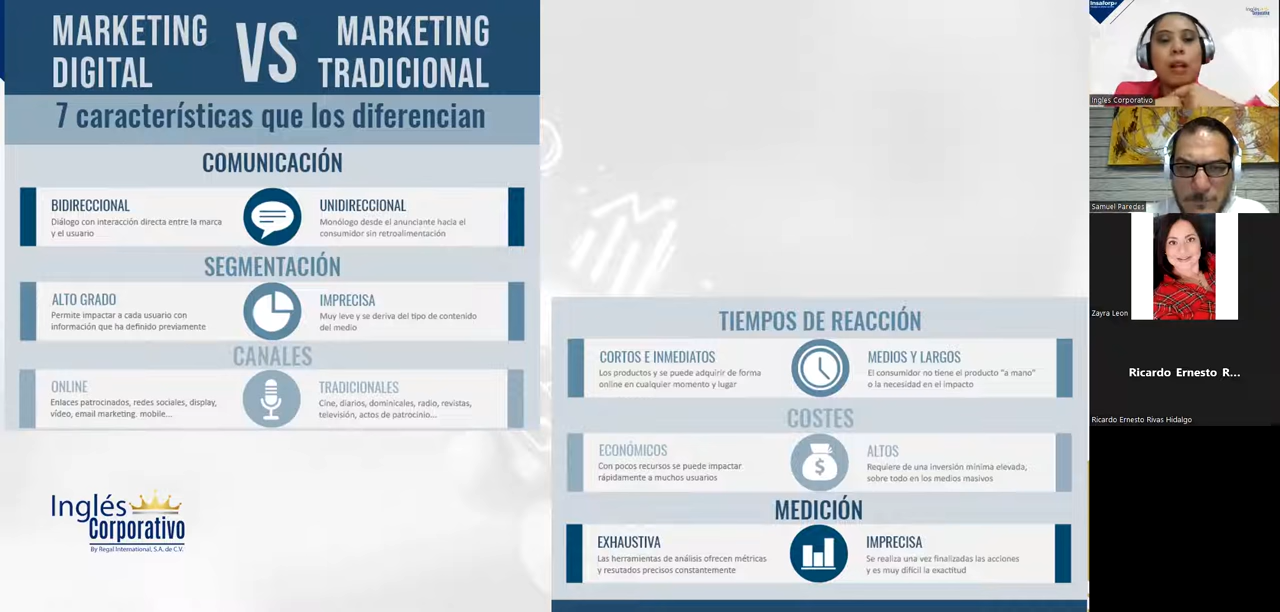 MARKETING DIGITAL
VS
MARKETING TRADICIONAL
7 características que los diferencian
COMUNICACIÓN
BIDIRECCIONAL
Diálogo con interacción directa entre la marca
y el usuario
UNIDIRECCIONAL
Monólogo desde el anunciante hacia el
consumidor sin retroalimentación
SEGMENTACIÓN
ALTO GRADO
Permite impactar a cada usuario con
información que ha definido previamente
IMPRECISA
Muy leve y se deriva del tipo de contenido
del medio
CANALES
ONLINE
Enlaces patrocinados, redes sociales, display,
vídeo, email marketing. mobile...
TRADICIONALES
Cine, diarios, dominicales, radio, revistas,
televisión, actos de patrocinio...
Inglés
Corporativo
By Regal International, S.A. de C.V.
TIEMPOS DE REACCIÓN
CORTOS E INMEDIATOS
Los productos y se puede adquirir de forma
online en cualquier momento y lugar
MEDIOS Y LARGOS
El consumidor no tiene el producto "a mano"
o la necesidad en el impacto
COSTES
ECONÓMICOS
Con pocos recursos se puede impactar
rápidamente a muchos usuarios
ALTOS
Requiere de una inversión mínima elevada,
sobre todo en los medios masivos
MEDICIÓN
EXHAUSTIVA
Las herramientas de análisis ofrecen métricas
y resutados precisos constantemente
IMPRECISA
Se realiza una vez finalizadas las acciones
y es muy difícil la exactitud
Insaforp
Inglés
Corporativo
Ingles Corporativo
Samuel Paredes
Zayra Leon
Ricardo Ernesto R...
Ricardo Ernesto Rivas Hidalgo